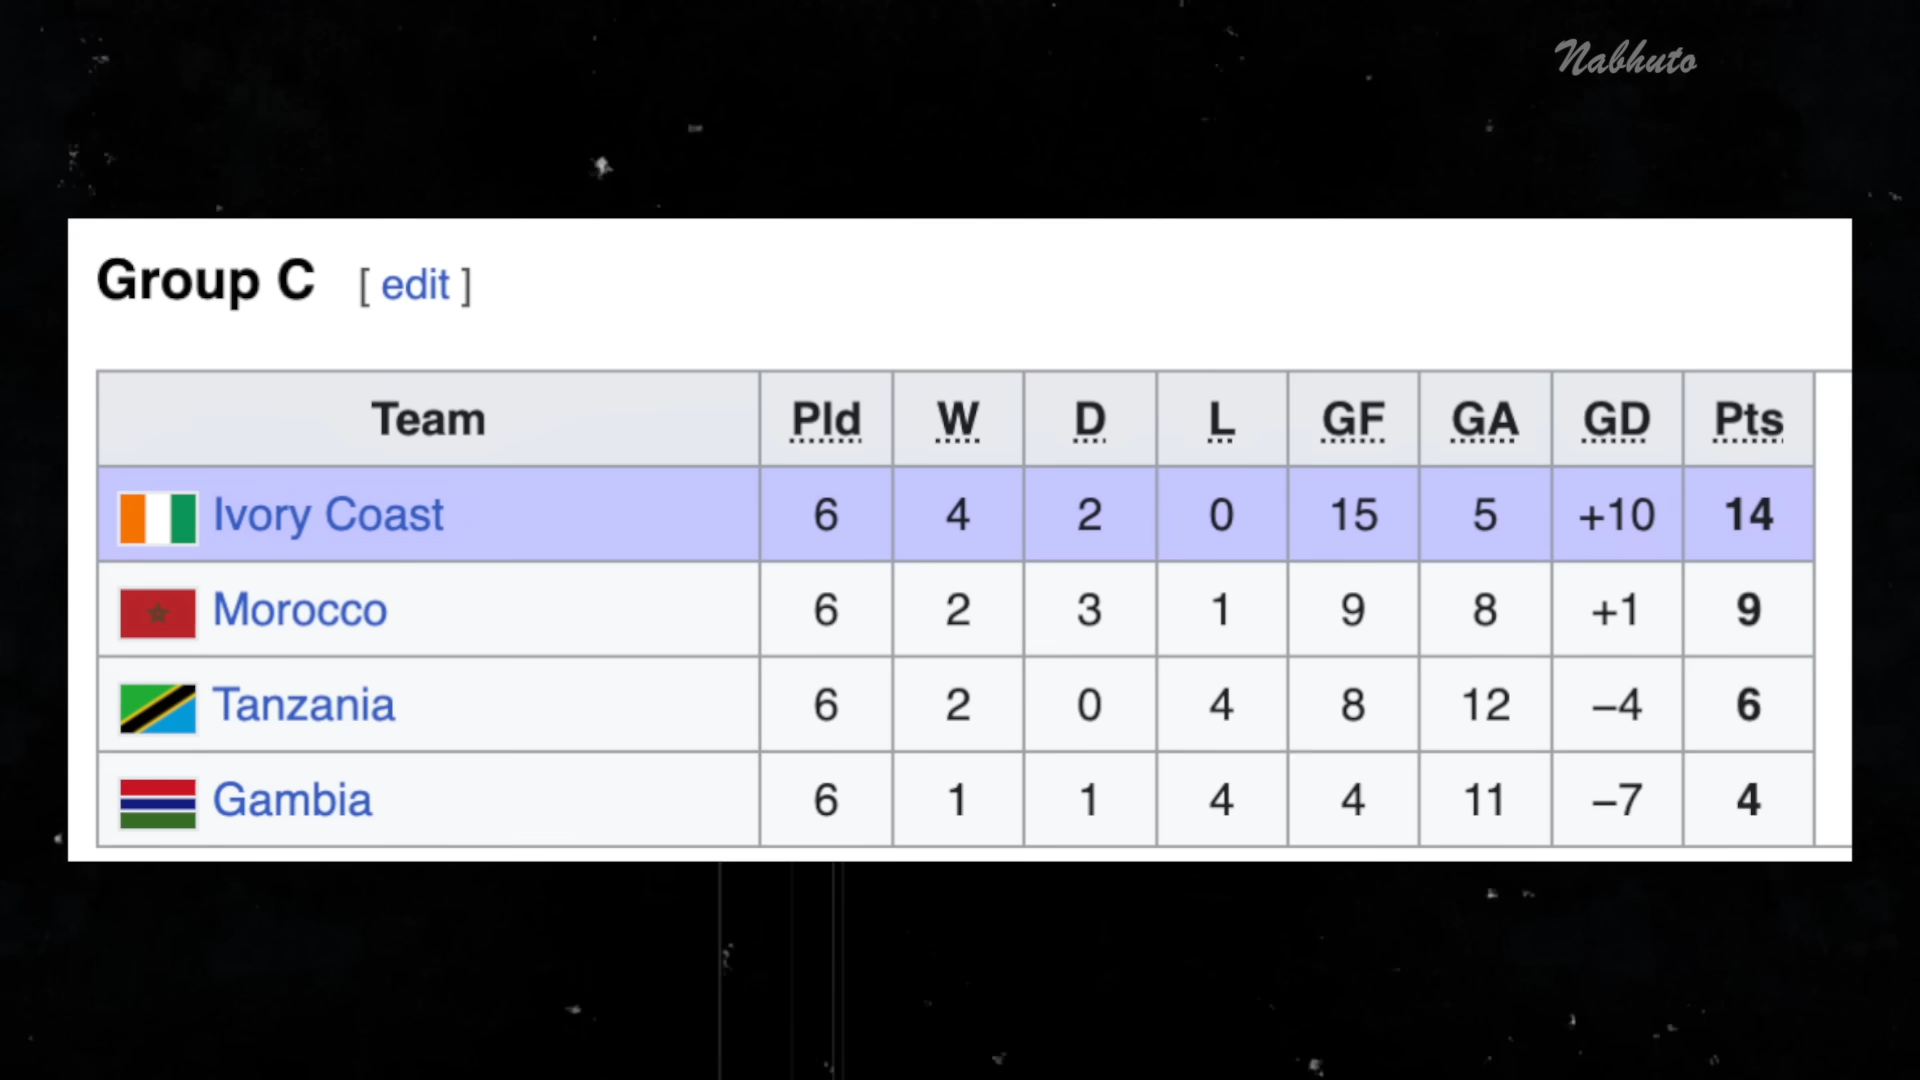 Nabhuto
Group C [ edit ]
Team Pld W D L GF GA GD Pts
Ivory Coast 6 4 2 0 15 5 +10 14
Morocco 6 2 3 1 9 8 +1 9
Tanzania 6 2 0 4 8 12 −4 6
Gambia 6 1 1 4 4 11 −7 4